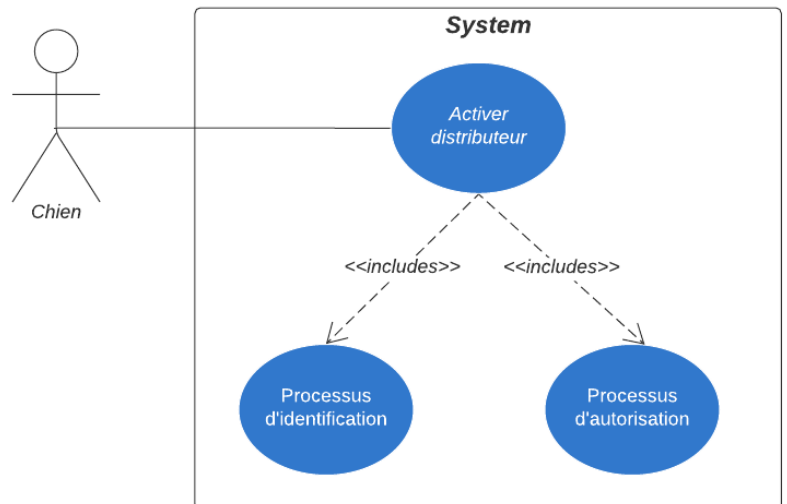 System
Activer
distributeur
Chien
<<includes>>
<<includes>>
Processus
d'identification
Processus
d'autorisation